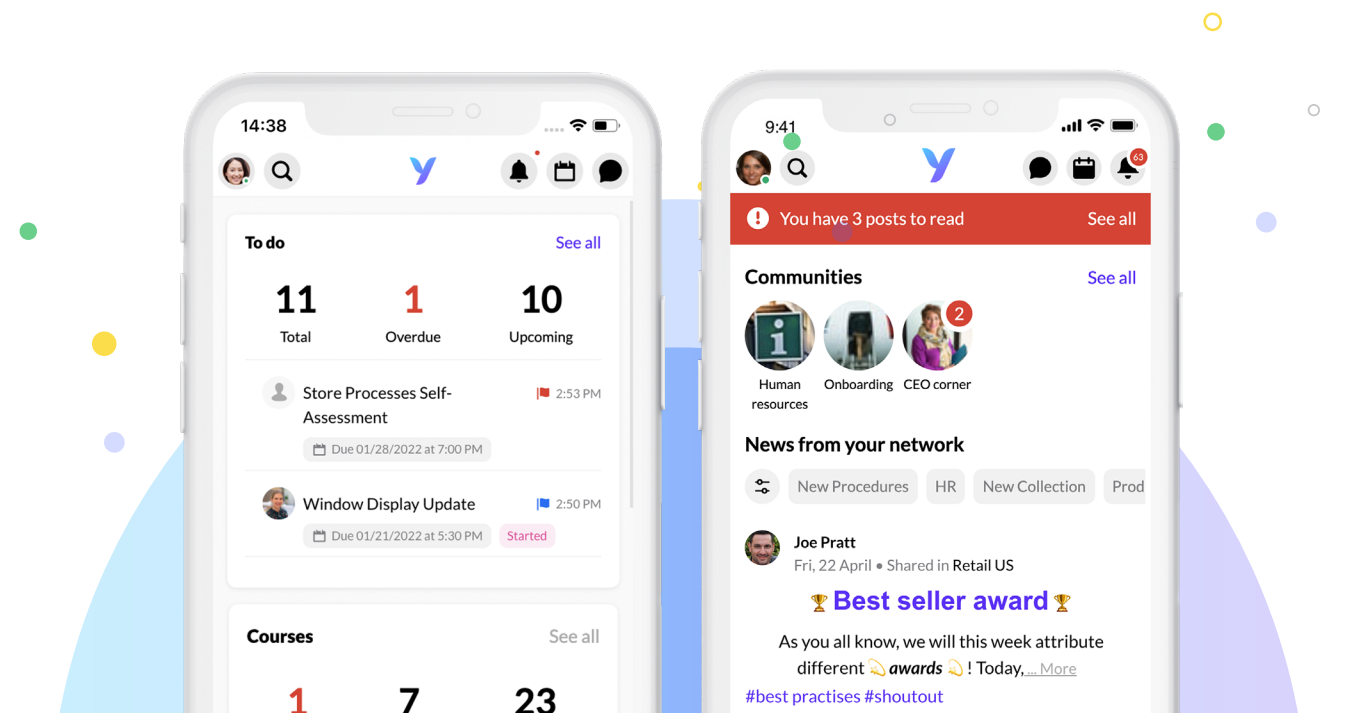 14:38
To do
See all
11
1
10
Total
Overdue
Upcoming
Store Processes Self-
Assessment
2:53 PM
Due 01/28/2022 at 7:00 PM
Window Display Update
2:50 PM
Due 01/21/2022 at 5:30 PM
Started
Courses
See all
1
7
23
9:41
63
You have 3 posts to read
See all
Communities
See all
2
Human
resources
Onboarding
CEO corner
News from your network
New Procedures
HR
New Collection
Prod
Joe Pratt
Fri, 22 April • Shared in Retail US
🏆 Best seller award 🏆
As you all know, we will this week attribute
different 💫 awards 💫 ! Today, ... More
#best practises #shoutout